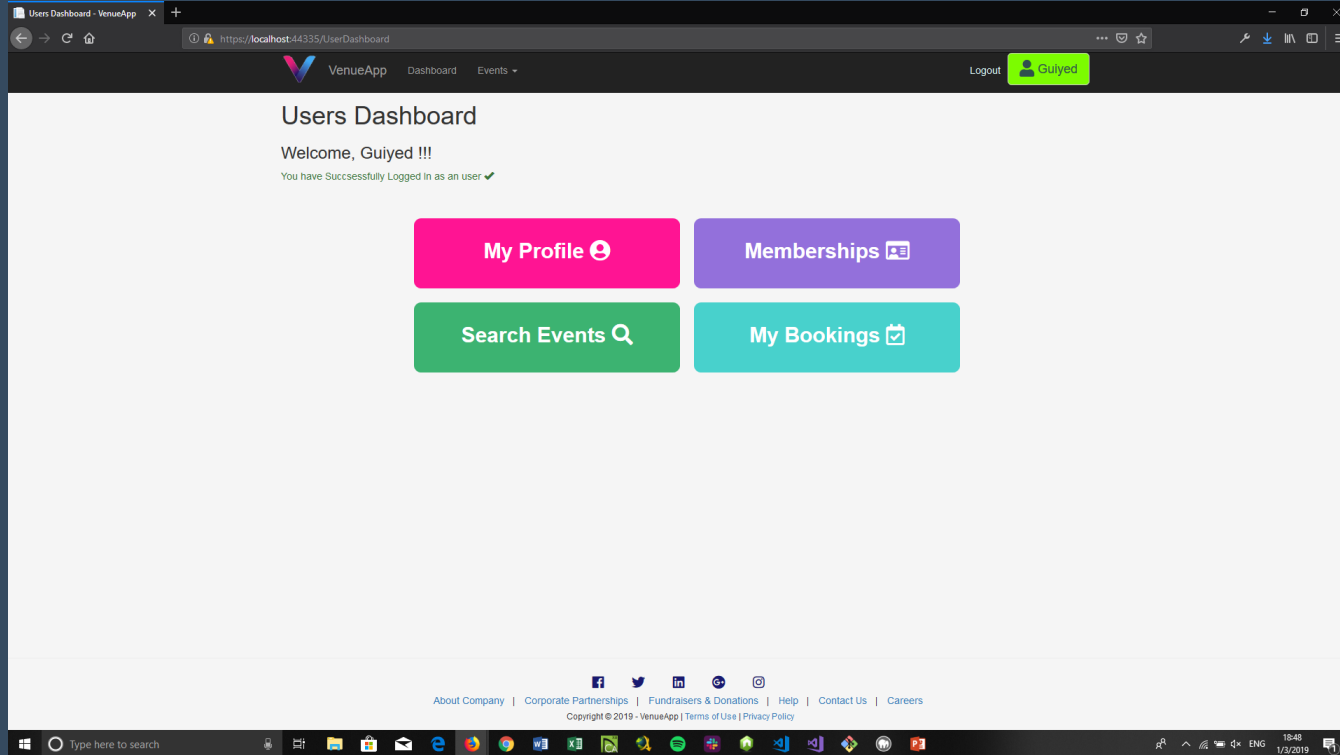 Users Dashboard - VenueApp
https://localhost:44335/UserDashboard
VenueApp Dashboard Events Logout Guiyed
Users Dashboard
Welcome, Guiyed !!!
You have Succsessfully Logged In as an user
My Profile Memberships
Search Events My Bookings
About Company | Corporate Partnerships | Fundraisers & Donations | Help | Contact Us | Careers
Copyright © 2019 - VenueApp | Terms of Use | Privacy Policy
Type here to search ENG 18:48
1/3/2019